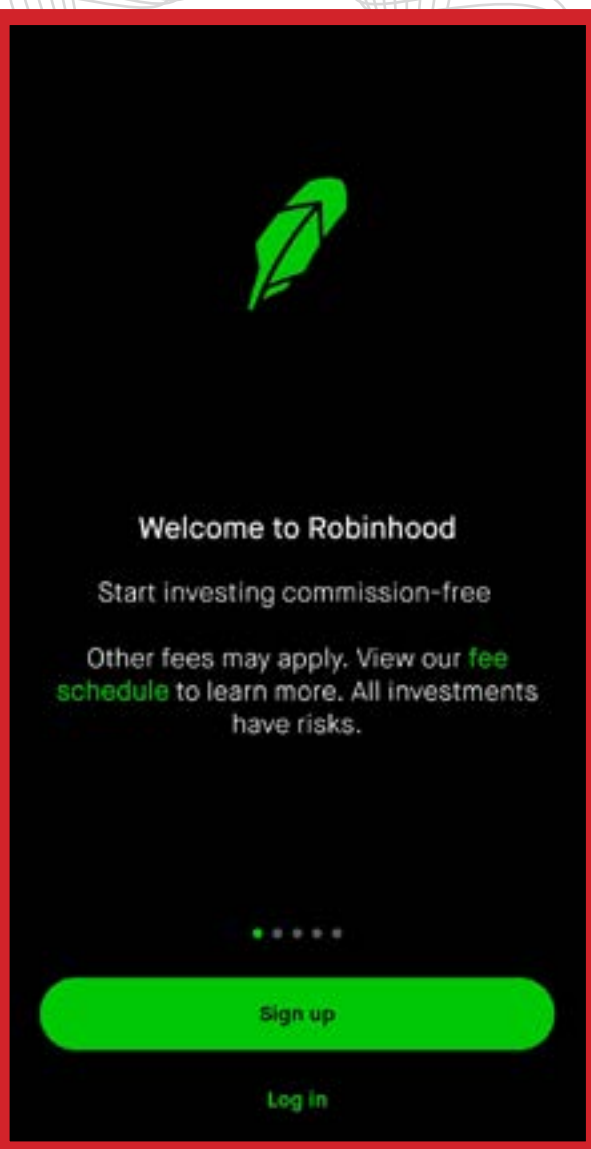 Welcome to Robinhood
Start investing commission-free
Other fees may apply. View our fee
schedule to learn more. All investments
have risks.
Sign up
Log in